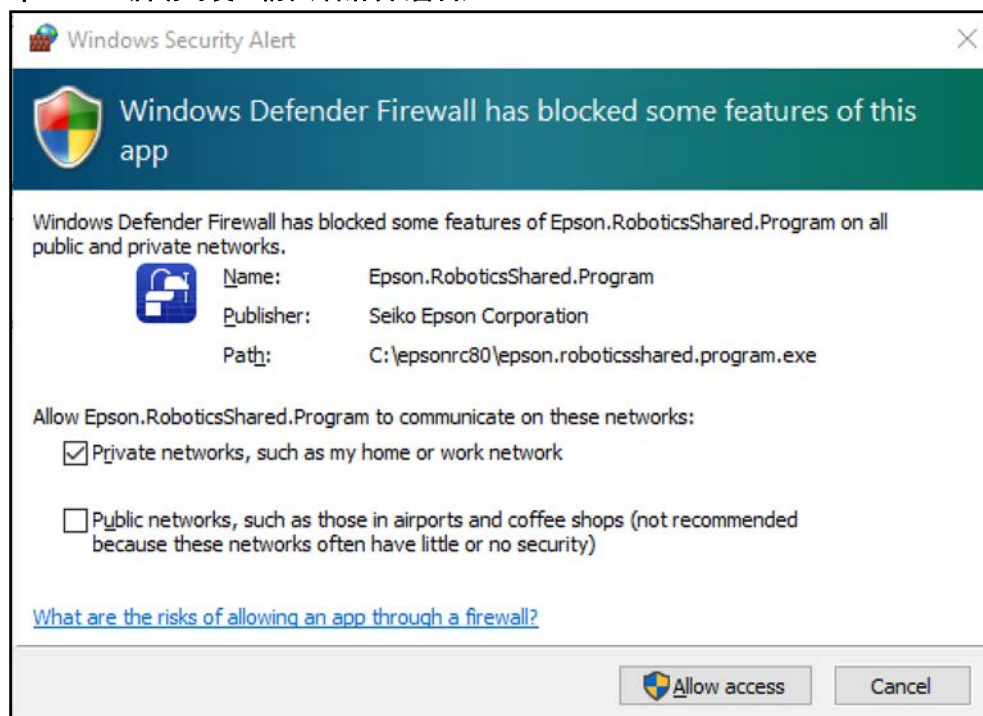 Windows Security Alert
Windows Defender Firewall has blocked some features of this
app
Windows Defender Firewall has blocked some features of Epson.RoboticsShared.Program on all
public and private networks.
Name: Epson.RoboticsShared.Program
Publisher: Seiko Epson Corporation
Path: C:\epsonrc80\epson.roboticsshared.program.exe
Allow Epson.RoboticsShared.Program to communicate on these networks:
Private networks, such as my home or work network
Public networks, such as those in airports and coffee shops (not recommended
because these networks often have little or no security)
What are the risks of allowing an app through a firewall?
Allow access Cancel